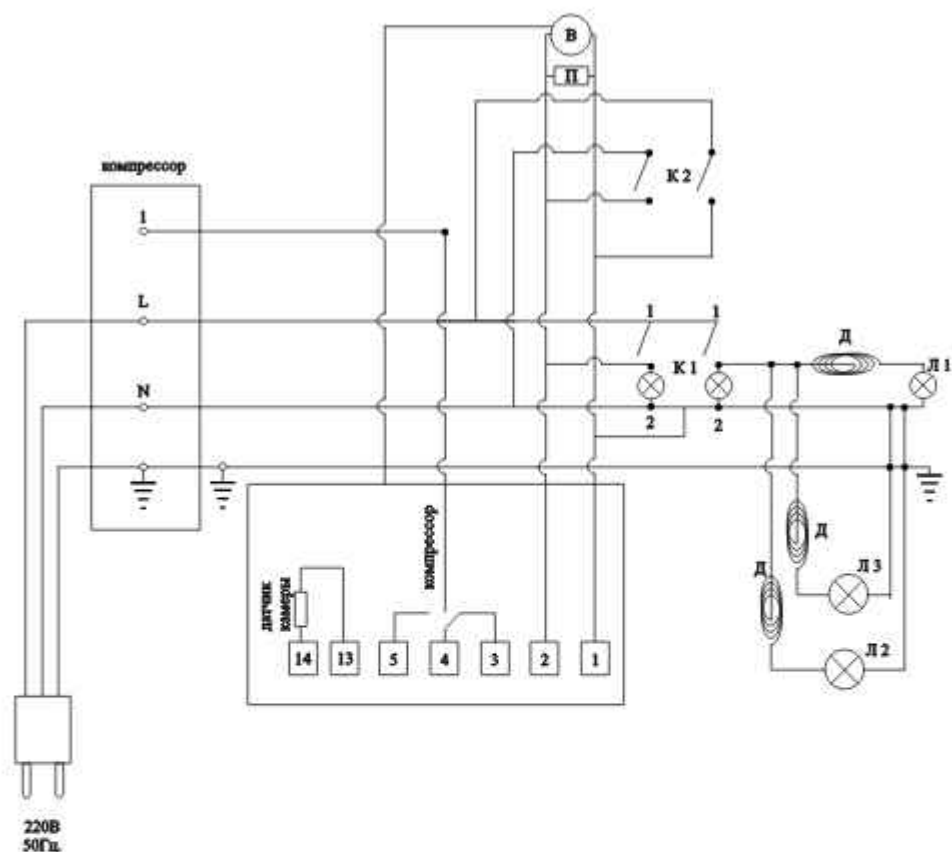 В
П
К 2
компрессор
1
L
N
1
1
К 1
2
2
Д
Л 1
Д
Л 3
Д
Л 2
компрессор
датчик
камеры
14
13
5
4
3
2
1
220В
50Гц.